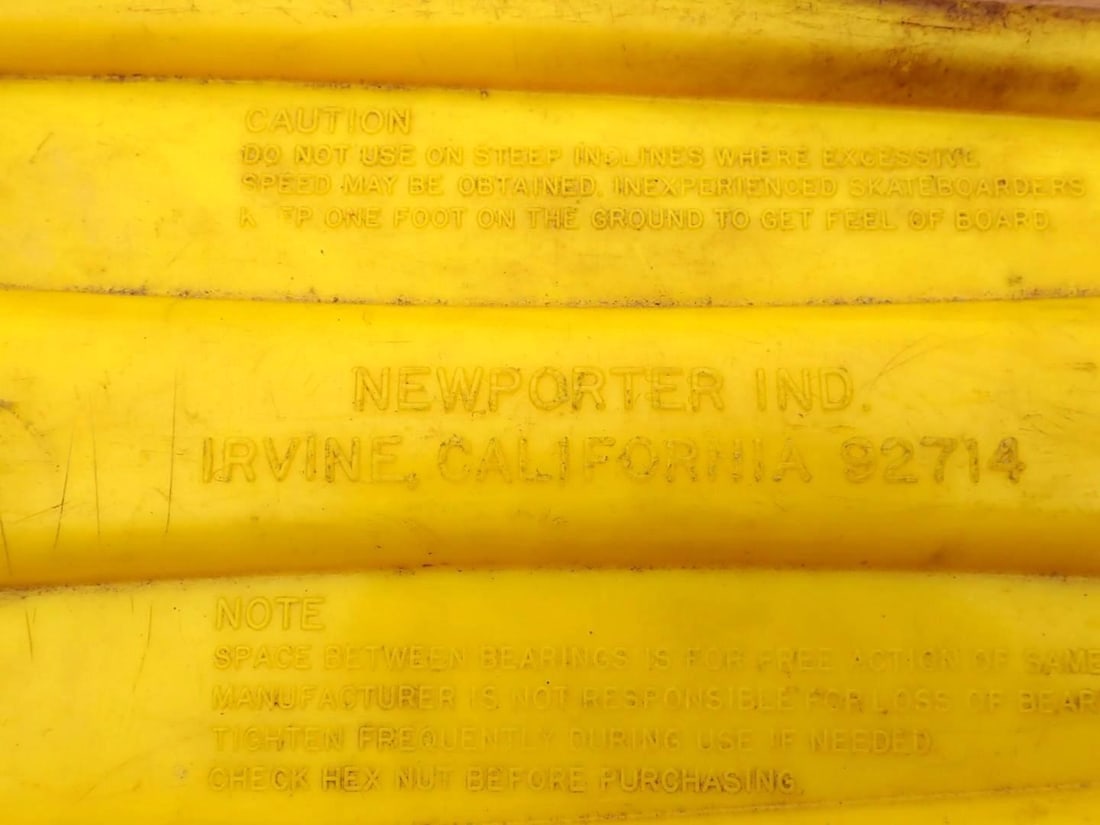 CAUTION
DO NOT USE ON STEEP INCLINES WHERE EXCESSIVE
SPEED MAY BE OBTAINED. INEXPERIENCED SKATEBOARDERS
KEEP ONE FOOT ON THE GROUND TO GET FEEL OF BOARD.
NEWPORTER IND.
IRVINE, CALIFORNIA 92714
NOTE
SPACE BETWEEN BEARINGS IS FOR FREE ACTION OF SAME
MANUFACTURER IS NOT RESPONSIBLE FOR LOSS OF BEAR
TIGHTEN FREQUENTLY DURING USE IF NEEDED.
CHECK HEX NUT BEFORE PURCHASING.